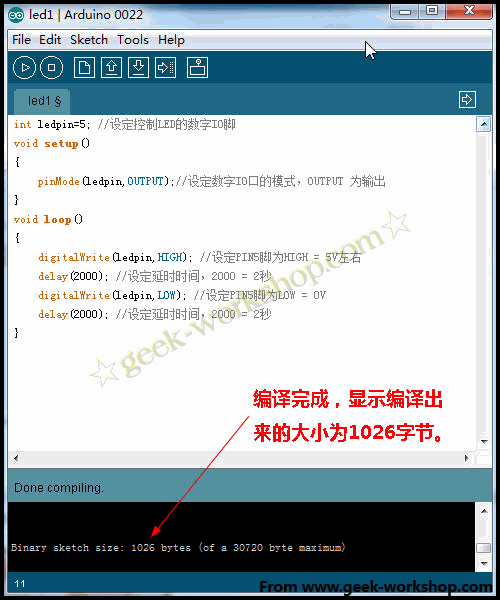 led1 | Arduino 0022
File Edit Sketch Tools Help
led1 §
int ledpin=5; //设定控制LED的数字IO脚
void setup()
{
pinMode(ledpin,OUTPUT);//设定数字IO口的模式，OUTPUT 为输出
}
void loop()
{
digitalWrite(ledpin,HIGH); //设定PIN5脚为HIGH = 5V左右
delay(2000); //设定延时时间，2000 = 2秒
digitalWrite(ledpin,LOW); //设定PIN5脚为LOW = 0V
delay(2000); //设定延时时间，2000 = 2秒
}
☆geek-workshop.com☆
编译完成，显示编译出
来的大小为1026字节。
Done compiling.
Binary sketch size: 1026 bytes (of a 30720 byte maximum)
11
From www.geek-workshop.com